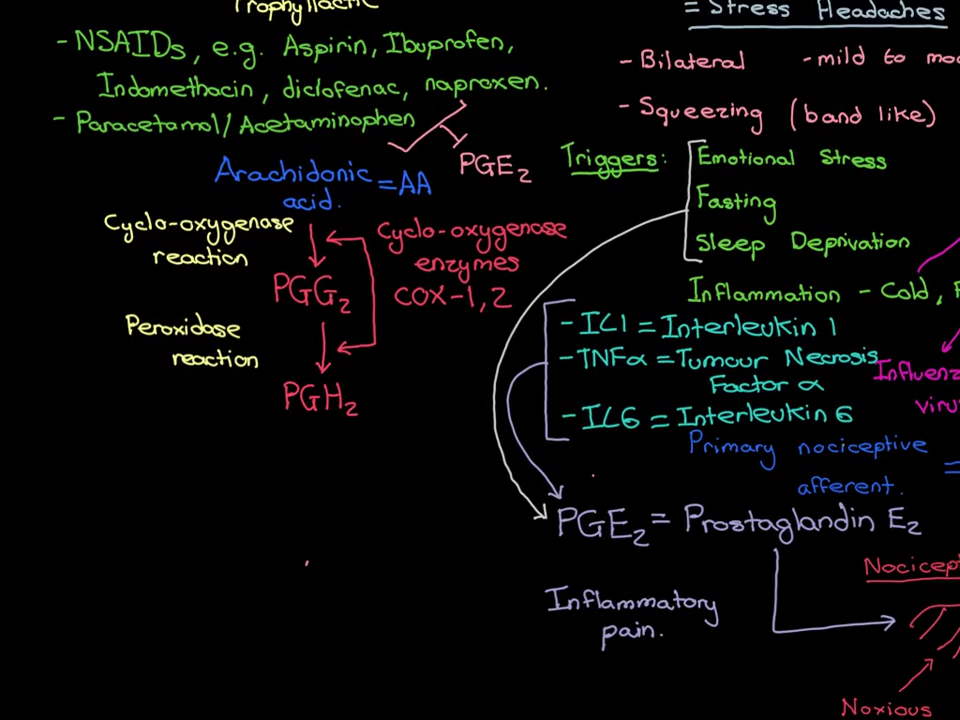 Trophyllactic
= Stress Headaches
- NSAIDs, e.g. Aspirin, Ibuprofen,
Indomethacin, diclofenac, naproxen.
- Paracetamol/Acetaminophen
- Bilateral - mild to mo
- Squeezing (band like)
PGE2
Triggers:
Emotional Stress
Fasting
Sleep Deprivation
Inflammation - Cold, F
Arachidonic = AA
acid.
Cyclo-oxygenase
reaction
Cyclo-oxygenase
enzymes
COX-1,2
PGG2
Peroxidase
reaction
PGH2
- IL1 = Interleukin 1
- TNFα = Tumour Necrosis
Factor α
- IL6 = Interleukin 6
Influenz
viru
Primary nociceptive =
afferent.
PGE2 = Prostaglandin E2
Inflammatory
pain.
Nocicep
Noxious